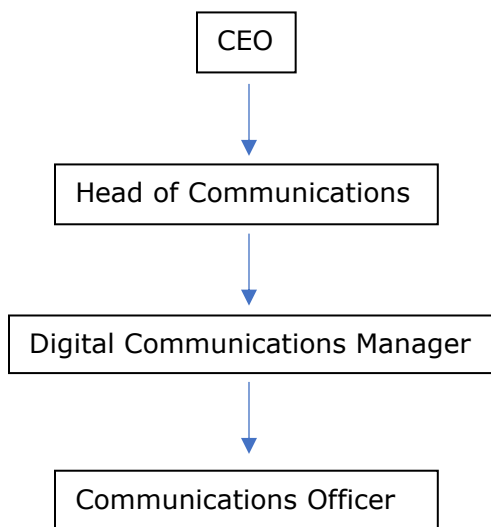 CEO
Head of Communications
Digital Communications Manager
Communications Officer